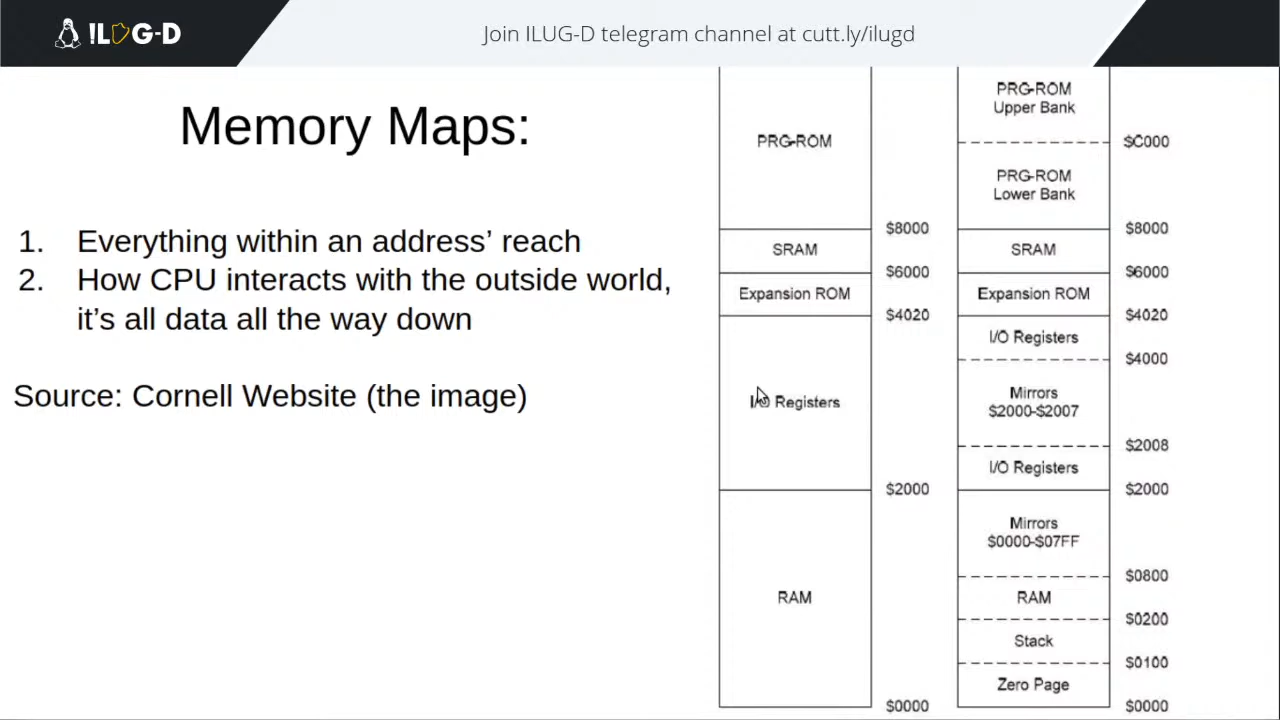 ILUG-D
Join ILUG-D telegram channel at cutt.ly/ilugd
Memory Maps:
1. Everything within an address’ reach
2. How CPU interacts with the outside world,
it’s all data all the way down
Source: Cornell Website (the image)
PRG-ROM
$8000
SRAM
$6000
Expansion ROM
$4020
I/O Registers
$2000
RAM
$0000
PRG-ROM
Upper Bank
$C000
PRG-ROM
Lower Bank
$8000
SRAM
$6000
Expansion ROM
$4020
I/O Registers
$4000
Mirrors
$2000-$2007
$2008
I/O Registers
$2000
Mirrors
$0000-$07FF
$0800
RAM
$0200
Stack
$0100
Zero Page
$0000